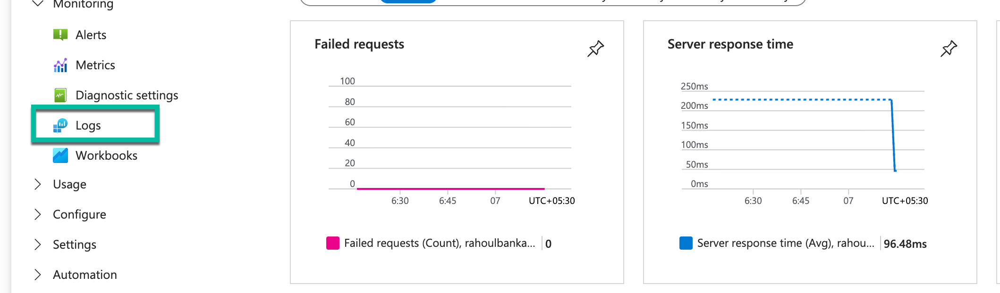 Monitoring
Alerts
Metrics
Diagnostic settings
Logs
Workbooks
Usage
Configure
Settings
Automation
Failed requests
100
80
60
40
20
0
6:30 6:45 07 UTC+05:30
Failed requests (Count), rahoulbanka... 0
Server response time
250ms
200ms
150ms
100ms
50ms
0ms
6:30 6:45 07 UTC+05:30
Server response time (Avg), rahou... 96.48ms